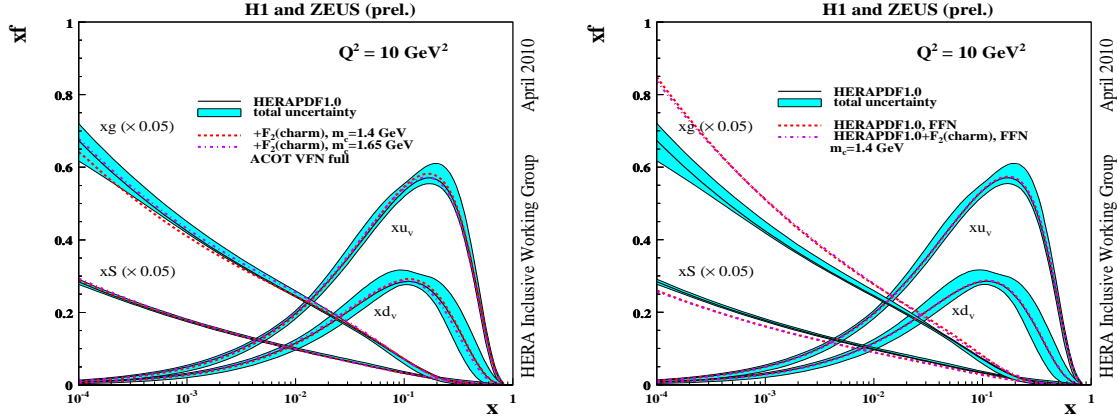 H1 and ZEUS (prel.)
xf
Q² = 10 GeV²
HERAPDF1.0
total uncertainty
+F₂(charm), m_c=1.4 GeV
+F₂(charm), m_c=1.65 GeV
ACOT VFN full
xg (× 0.05)
xS (× 0.05)
xu_v
xd_v
1
0.8
0.6
0.4
0.2
0
10⁻⁴
10⁻³
10⁻²
10⁻¹
1
x
HERA Inclusive Working Group April 2010
H1 and ZEUS (prel.)
xf
Q² = 10 GeV²
HERAPDF1.0
total uncertainty
HERAPDF1.0, FFN
HERAPDF1.0+F₂(charm), FFN
m_c=1.4 GeV
xg (× 0.05)
xS (× 0.05)
xu_v
xd_v
1
0.8
0.6
0.4
0.2
0
10⁻⁴
10⁻³
10⁻²
10⁻¹
1
x
HERA Inclusive Working Group April 2010